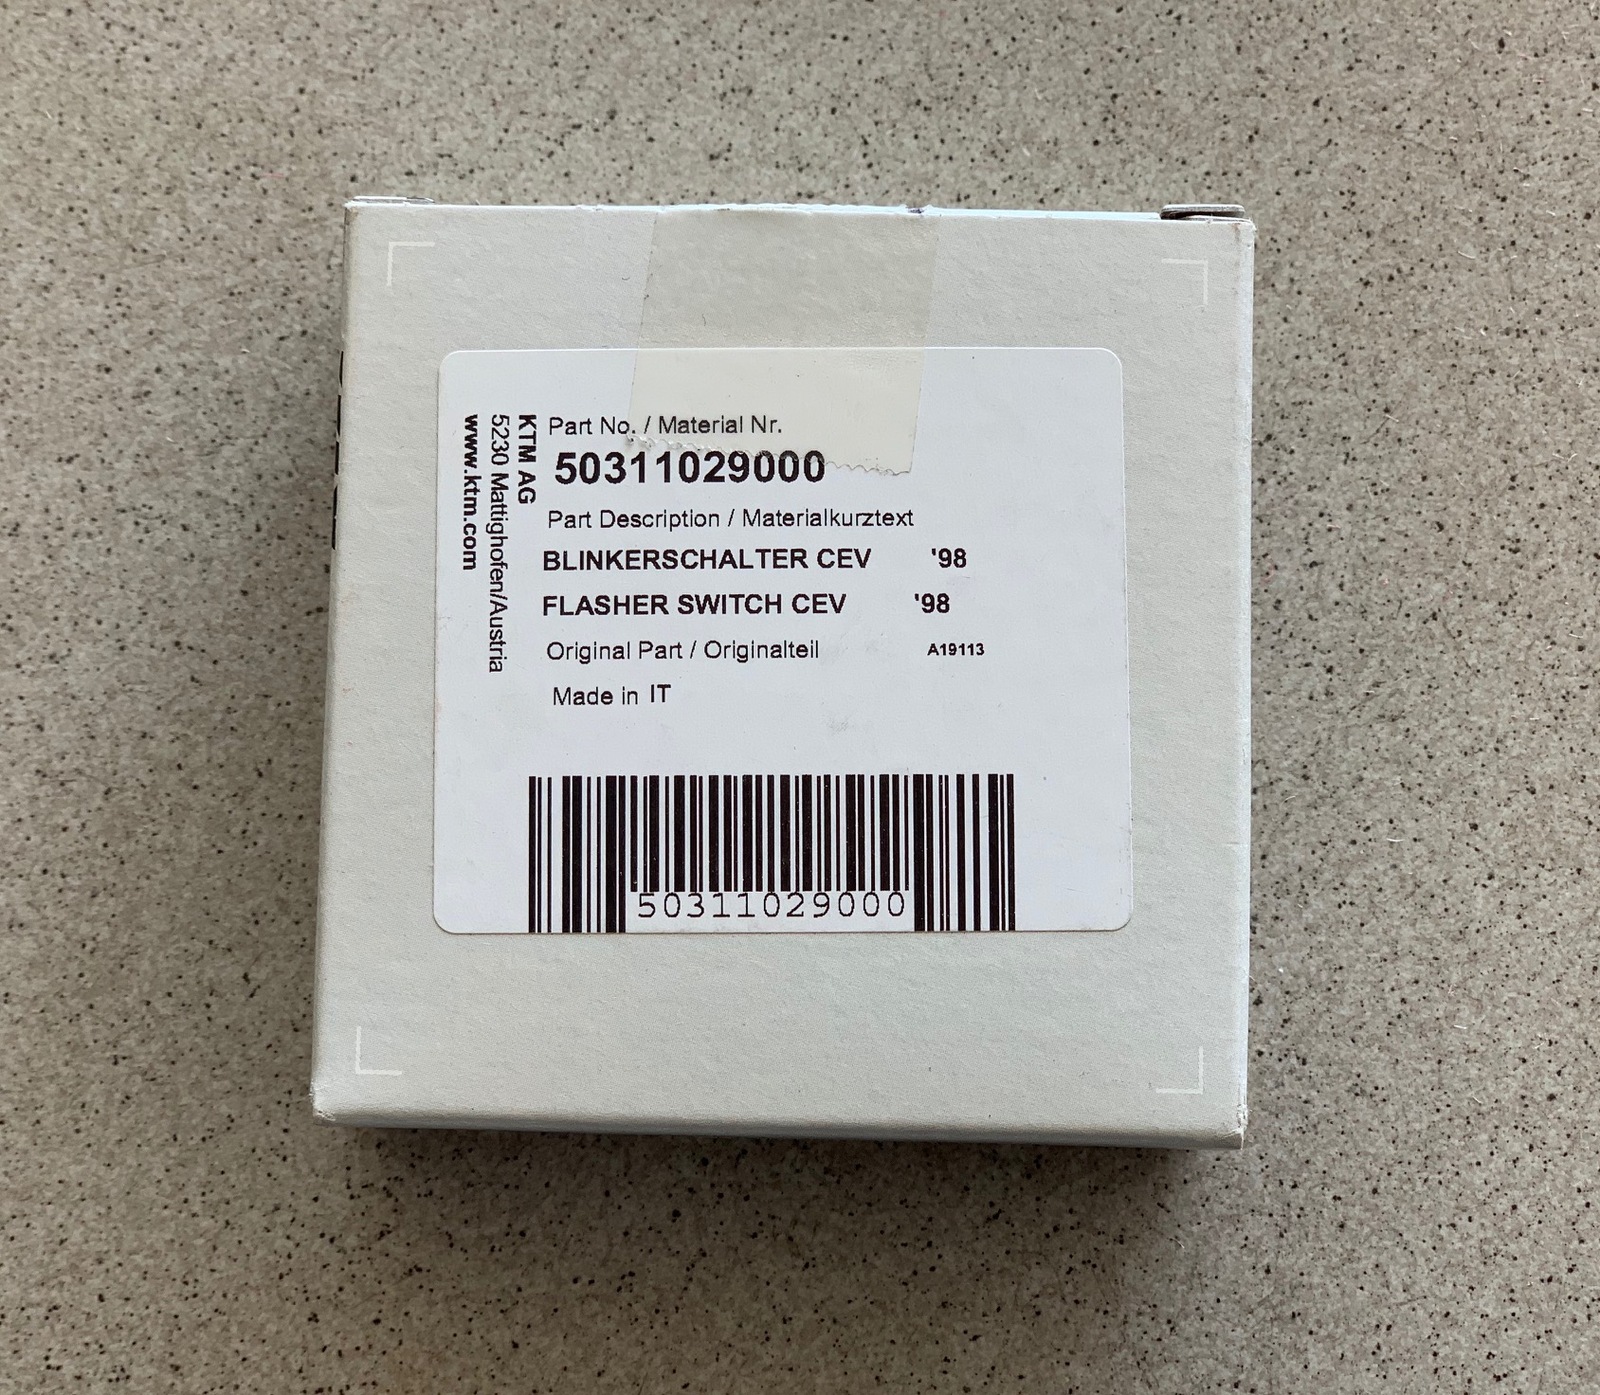 KTM AG
5230 Mattighofen/Austria
www.ktm.com
Part No. / Material Nr.
50311029000
Part Description / Materialkurztext
BLINKERSCHALTER CEV '98
FLASHER SWITCH CEV '98
Original Part / Originalteil A19113
Made in IT
50311029000